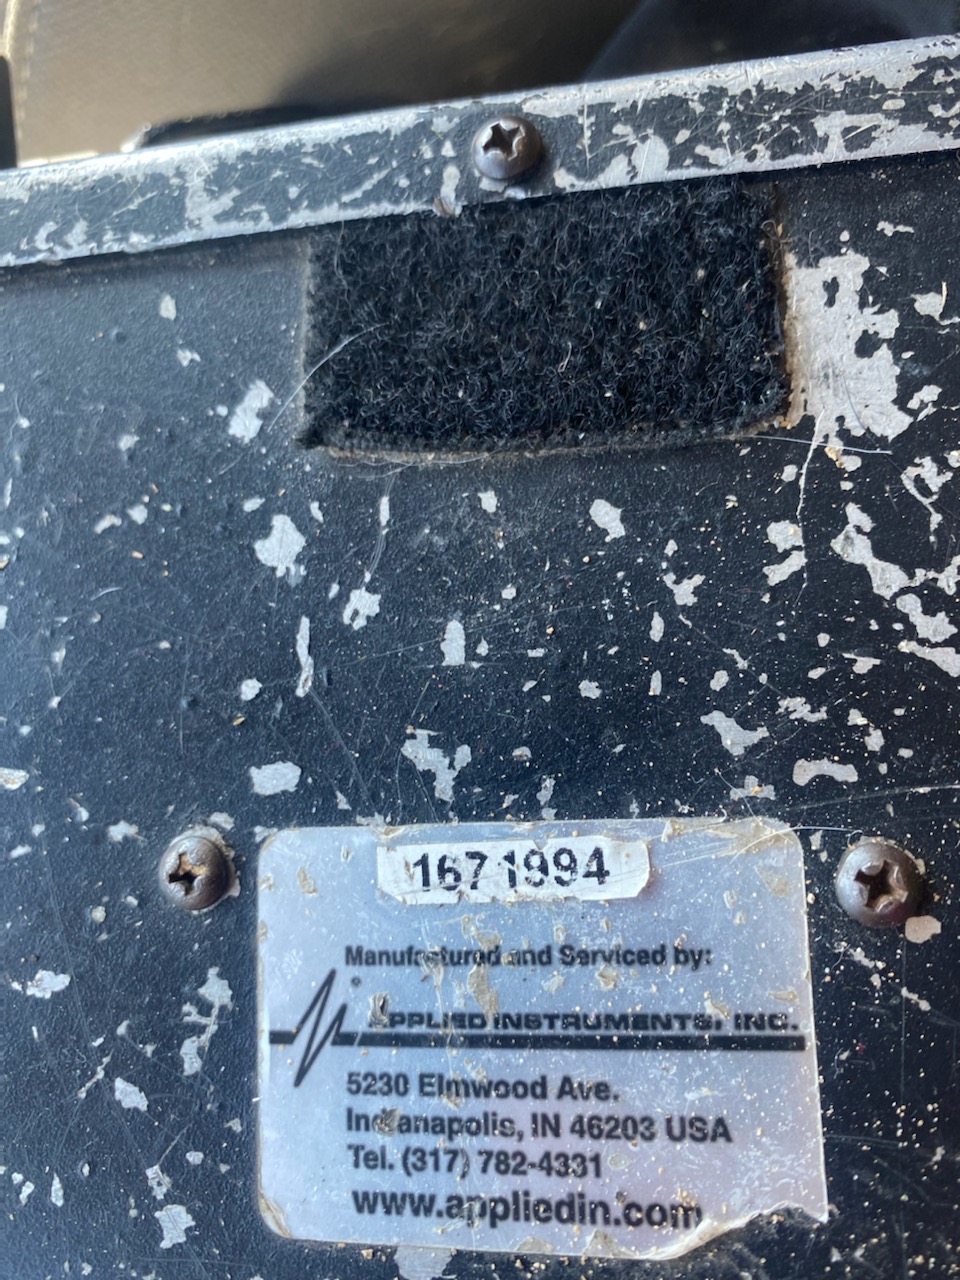 1671994
Manufactured and Serviced by:
APPLIED INSTRUMENTS, INC.
5230 Elmwood Ave.
Indianapolis, IN 46203 USA
Tel. (317) 782-4331
www.appliedin.com